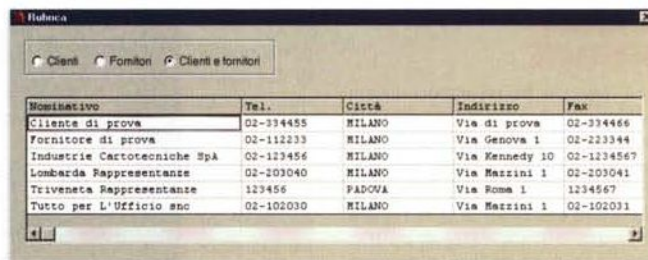 Rubrica
Clienti Fornitori Clienti e fornitori
Nominativo Tel. Città Indirizzo Fax
Cliente di prova 02-334455 MILANO Via di prova 02-334466
Fornitore di prova 02-112233 MILANO Via Genova 1 02-223344
Industrie Cartotecniche SpA 02-123456 MILANO Via Kennedy 10 02-1234567
Lombarda Rappresentanze 02-203040 MILANO Via Mazzini 1 02-203041
Triveneta Rappresentanze 123456 PADOVA Via Roma 1 1234567
Tutto per L'Ufficio snc 02-102030 MILANO Via Mazzini 1 02-102031